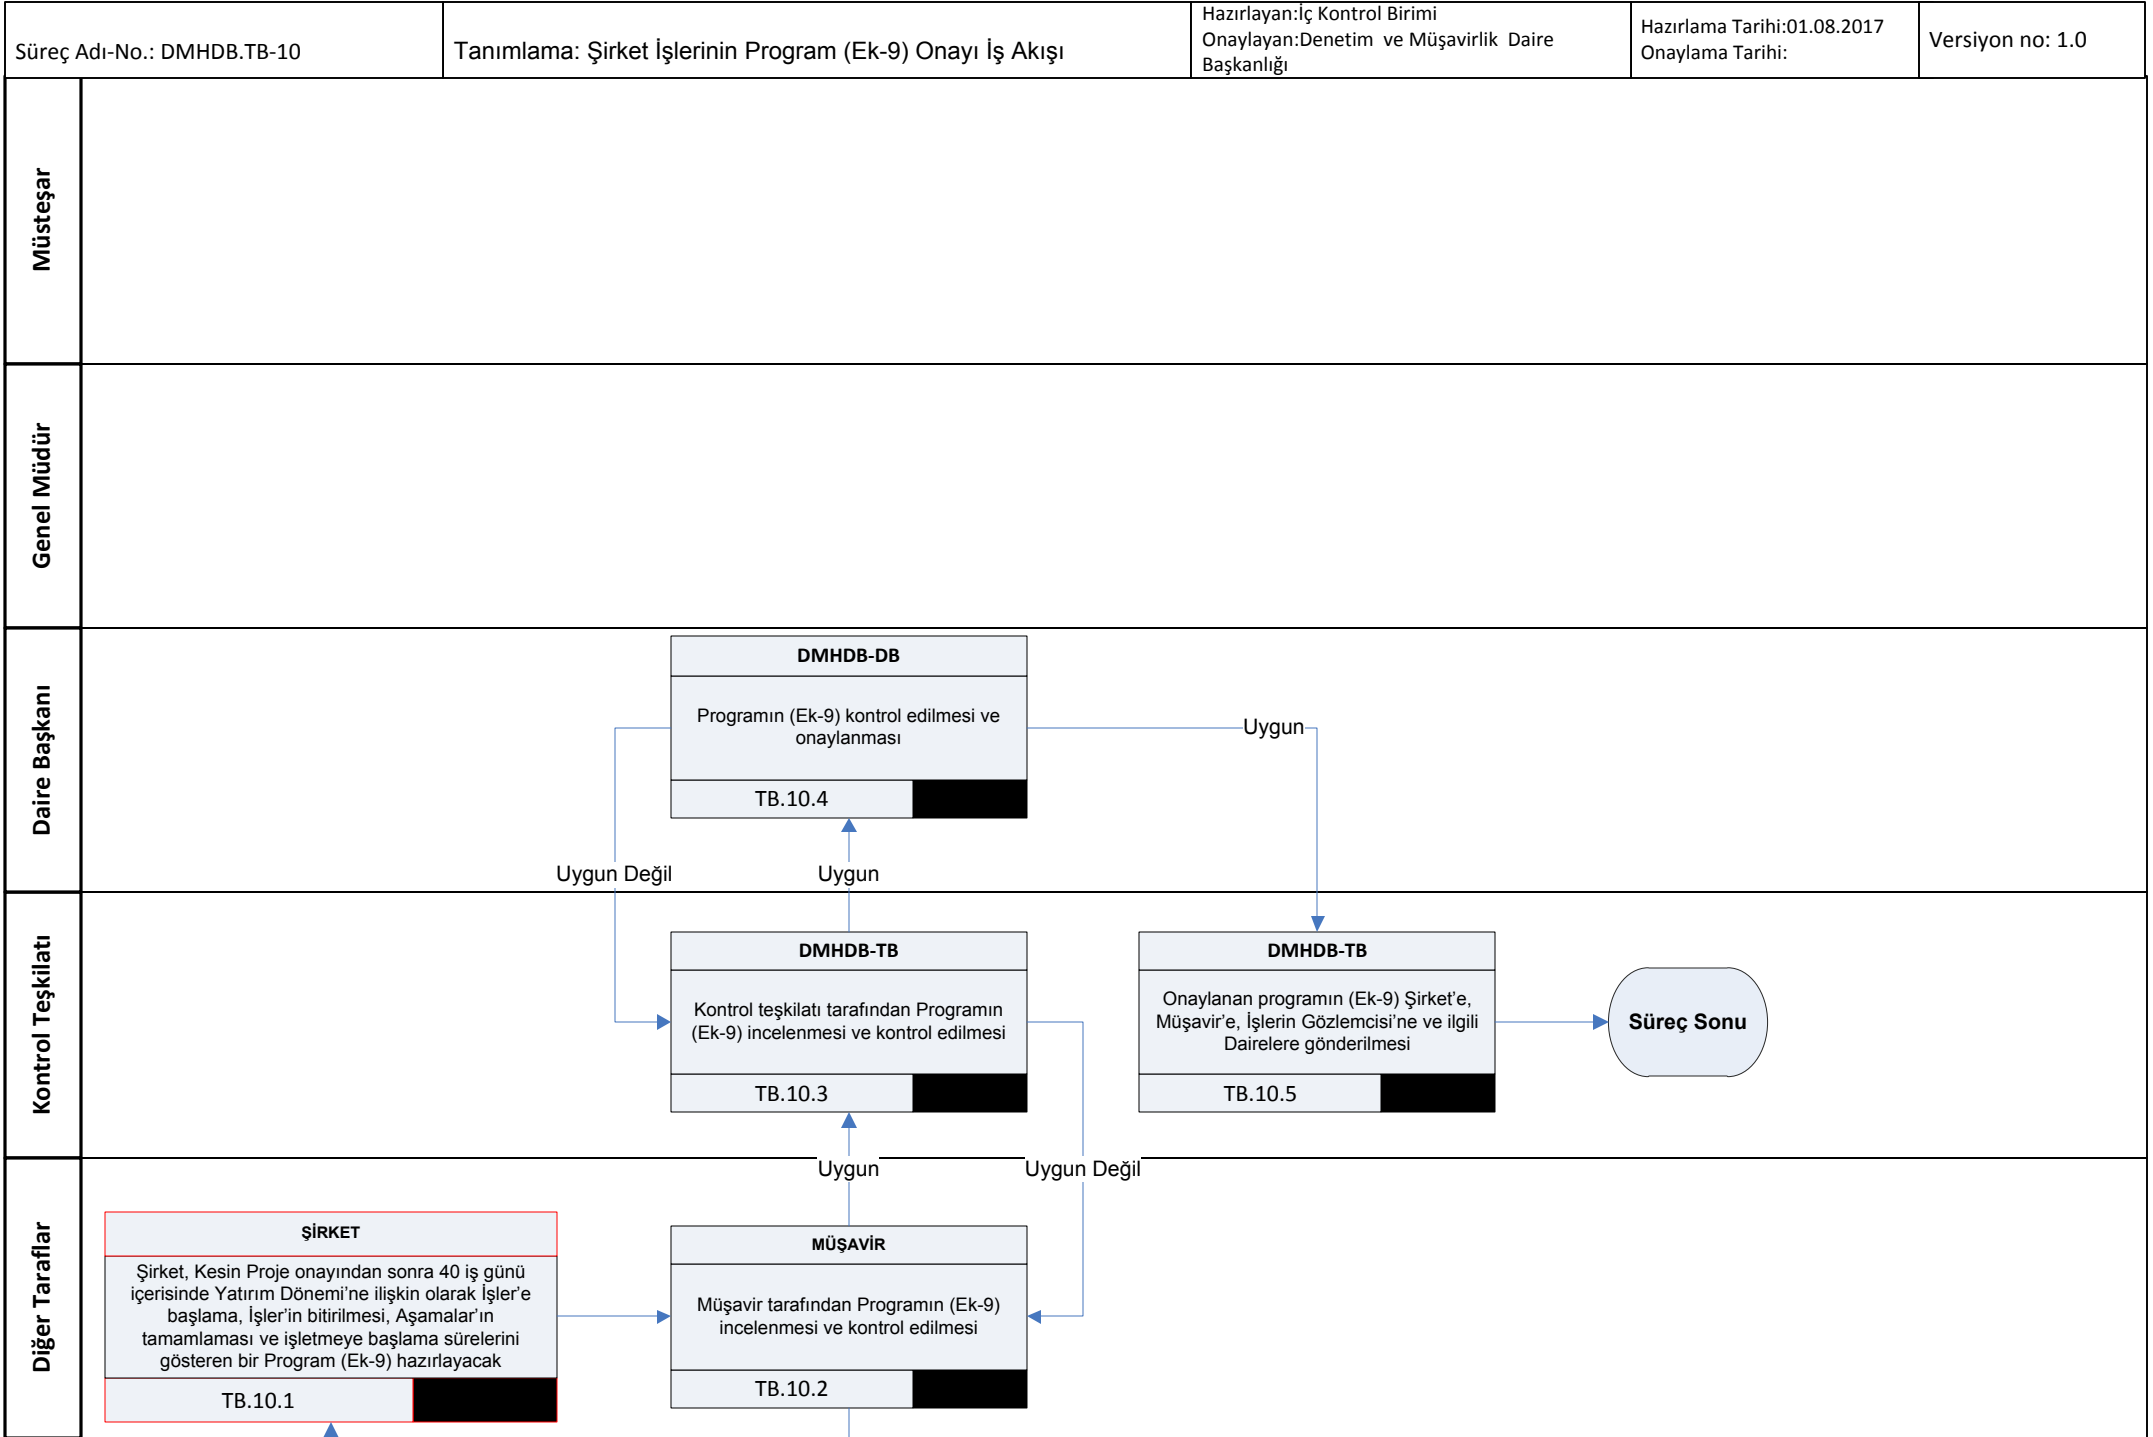 Süreç Adı-No.: DMHDB.TB-10
Tanımlama: Şirket İşlerinin Program (Ek-9) Onayı İş Akışı
Hazırlayan:İç Kontrol Birimi
Onaylayan:Denetim ve Müşavirlik Daire
Başkanlığı
Hazırlama Tarihi:01.08.2017
Onaylama Tarihi:
Versiyon no: 1.0
Müsteşar
Genel Müdür
Daire Başkanı
DMHDB-DB
Programın (Ek-9) kontrol edilmesi ve
onaylanması
TB.10.4
Uygun
Uygun Değil
Uygun
Kontrol Teşkilatı
DMHDB-TB
Kontrol teşkilatı tarafından Programın
(Ek-9) incelenmesi ve kontrol edilmesi
TB.10.3
DMHDB-TB
Onaylanan programın (Ek-9) Şirket’e,
Müşavir’e, İşlerin Gözlemcisi’ne ve ilgili
Dairelere gönderilmesi
TB.10.5
Süreç Sonu
Uygun
Uygun Değil
Diğer Taraflar
ŞİRKET
Şirket, Kesin Proje onayından sonra 40 iş günü
içerisinde Yatırım Dönemi’ne ilişkin olarak İşler’e
başlama, İşler’in bitirilmesi, Aşamalar’ın
tamamlaması ve işletmeye başlama sürelerini
gösteren bir Program (Ek-9) hazırlayacak
TB.10.1
MÜŞAVİR
Müşavir tarafından Programın (Ek-9)
incelenmesi ve kontrol edilmesi
TB.10.2